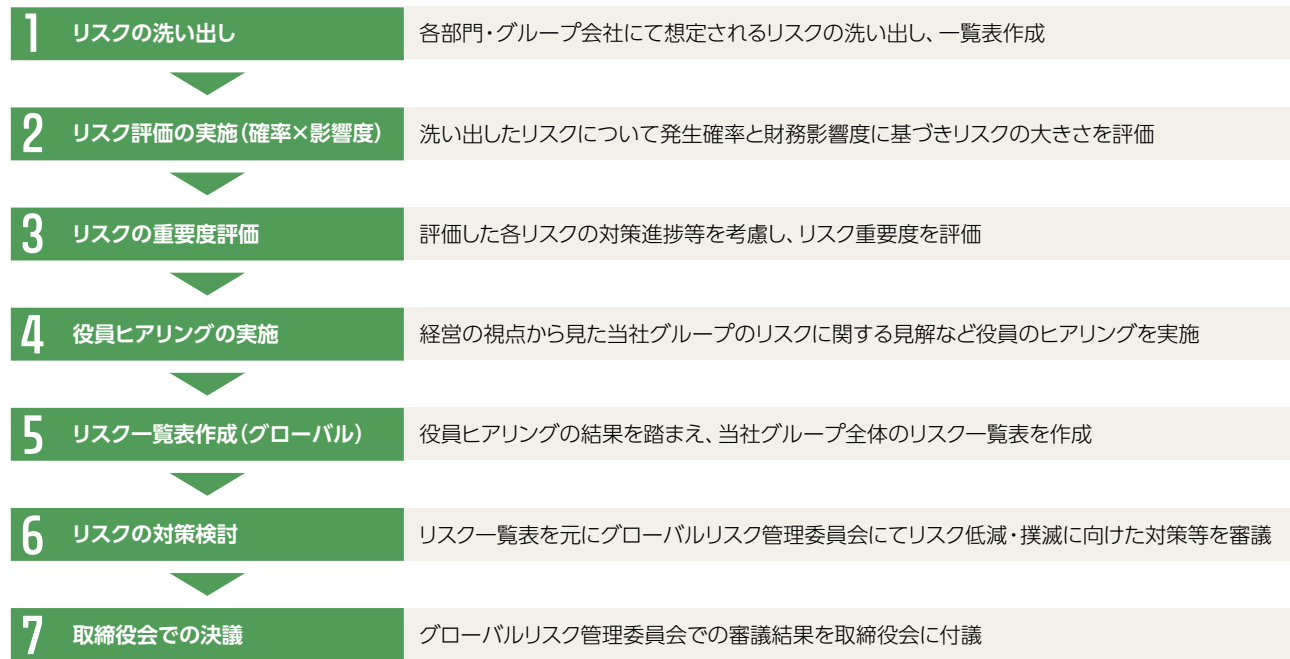 1 リスクの洗い出し 各部門・グループ会社にて想定されるリスクの洗い出し、一覧表作成
2 リスク評価の実施（確率×影響度） 洗い出したリスクについて発生確率と財務影響度に基づきリスクの大きさを評価
3 リスクの重要度評価 評価した各リスクの対策進捗等を考慮し、リスク重要度を評価
4 役員ヒアリングの実施 経営の視点から見た当社グループのリスクに関する見解など役員のヒアリングを実施
5 リスク一覧表作成（グローバル） 役員ヒアリングの結果を踏まえ、当社グループ全体のリスク一覧表を作成
6 リスクの対策検討 リスク一覧表を元にグローバルリスク管理委員会にてリスク低減・撲滅に向けた対策等を審議
7 取締役会での決議 グローバルリスク管理委員会での審議結果を取締役会に付議